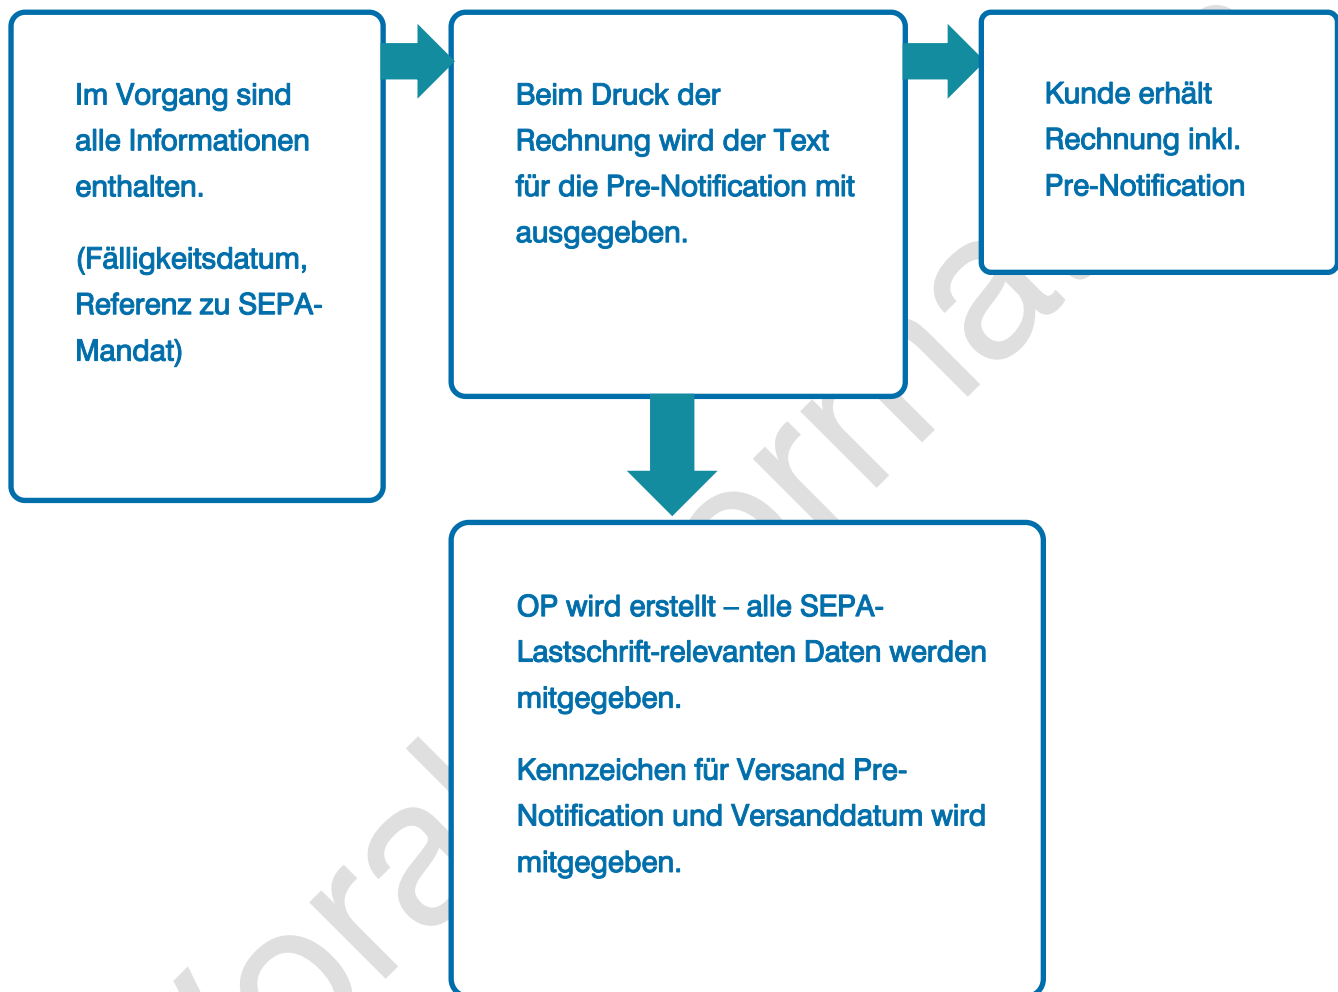 Im Vorgang sind
alle Informationen
enthalten.
(Fälligkeitsdatum,
Referenz zu SEPA-
Mandat)
Beim Druck der
Rechnung wird der Text
für die Pre-Notification mit
ausgegeben.
Kunde erhält
Rechnung inkl.
Pre-Notification
OP wird erstellt – alle SEPA-
Lastschrift-relevanten Daten werden
mitgegeben.
Kennzeichen für Versand Pre-
Notification und Versanddatum wird
mitgegeben.